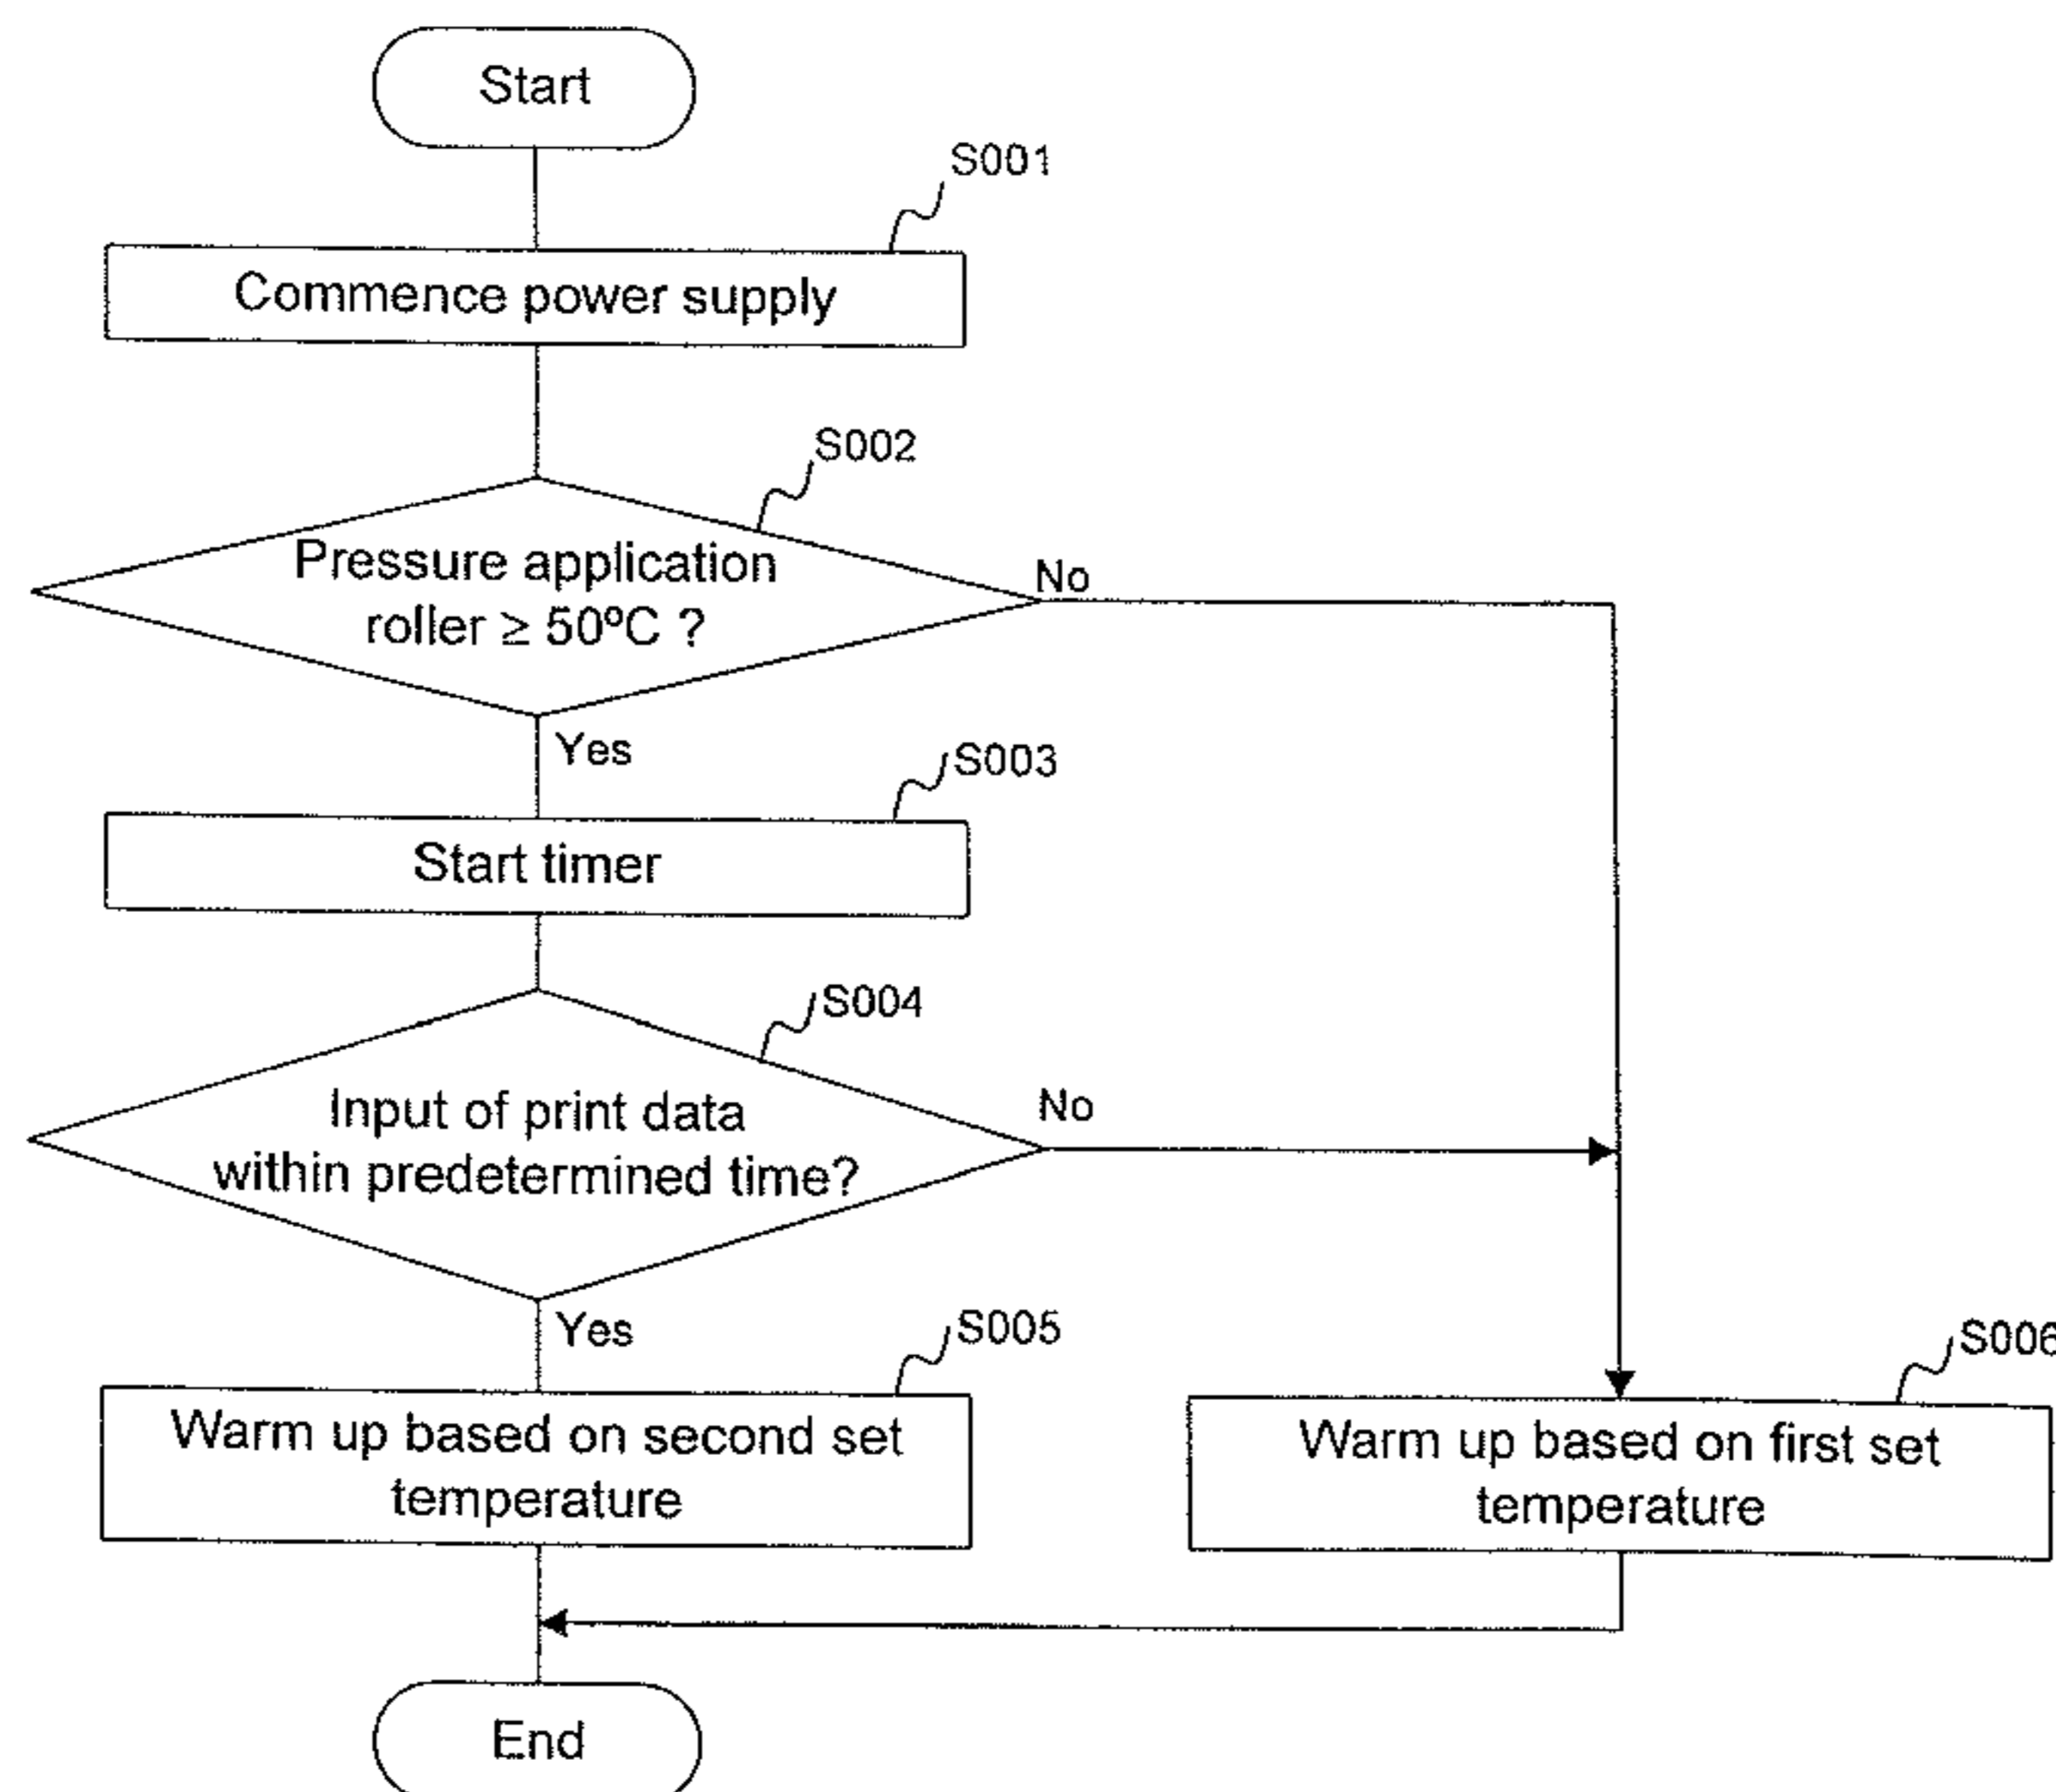 Start
S001
Commence power supply
S002
Pressure application
roller ≥ 50ºC ?
No
Yes
S003
Start timer
S004
Input of print data
within predetermined time?
No
Yes
S005
Warm up based on second set
temperature
S006
Warm up based on first set
temperature
End